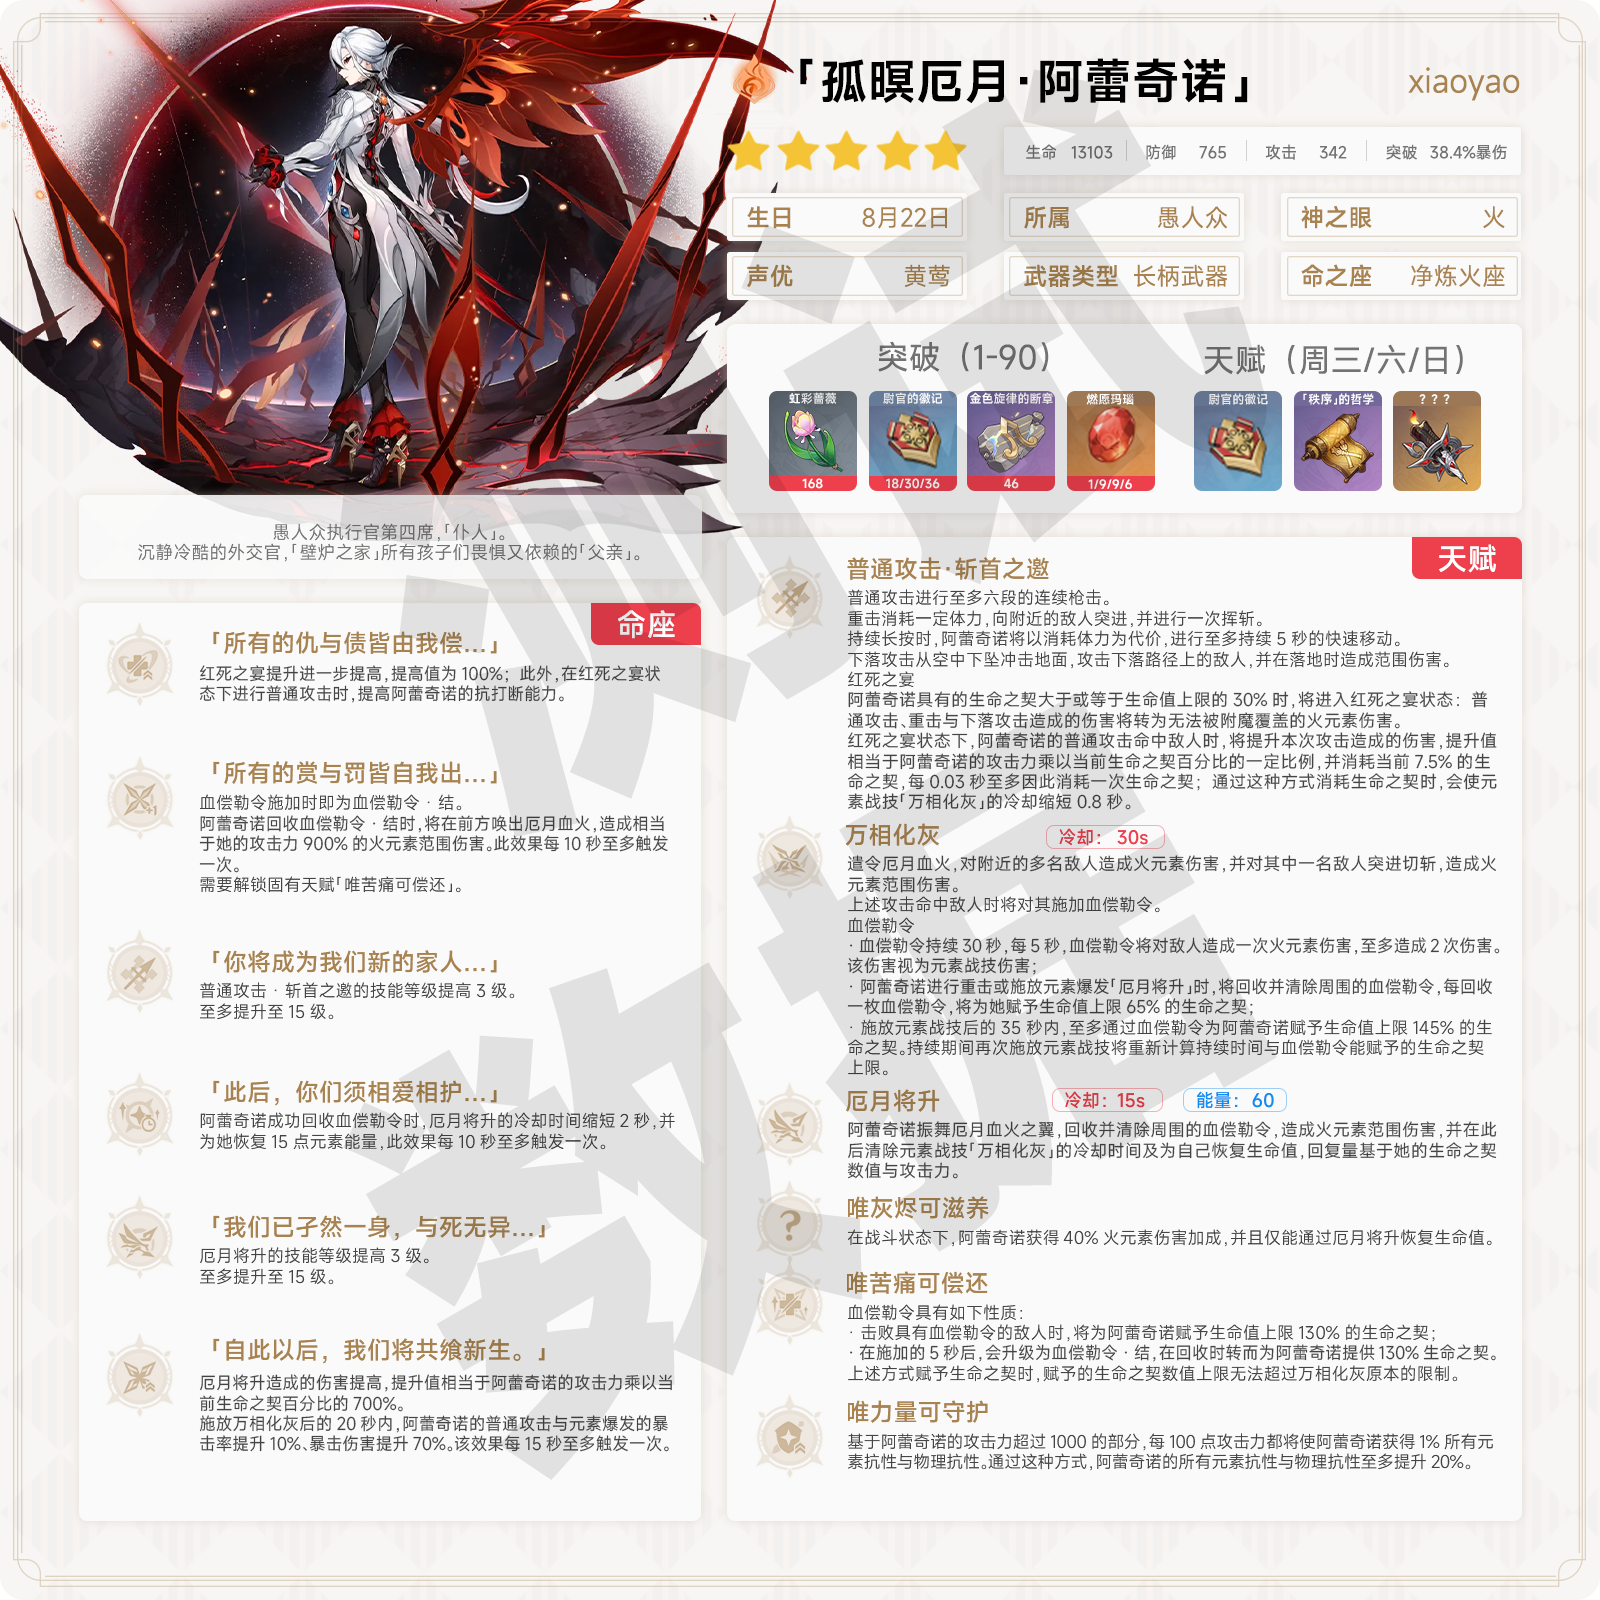 「孤暝厄月·阿蕾奇诺」
xiaoyao
生命 13103 防御 765 攻击 342 突破 38.4%暴伤
生日 8月22日
所属 愚人众
神之眼 火
声优 黄莺
武器类型 长柄武器
命之座 净炼火座
突破（1-90）
天赋（周三/六/日）
虹彩蔷薇 尉官的徽记 金色旋律的断章 燃愿玛瑙 尉官的徽记 「秩序」的哲学 ？？？
168 18/30/36 46 1/9/9/6
愚人众执行官第四席,「仆人」。
沉静冷酷的外交官,「壁炉之家」所有孩子们畏惧又依赖的「父亲」。
命座
「所有的仇与债皆由我偿…」
红死之宴提升进一步提高,提高值为 100%；此外,在红死之宴状
态下进行普通攻击时,提高阿蕾奇诺的抗打断能力。
「所有的赏与罚皆自我出…」
+1
血偿勒令施加时即为血偿勒令 · 结。
阿蕾奇诺回收血偿勒令 · 结时,将在前方唤出厄月血火,造成相当
于她的攻击力 900% 的火元素范围伤害。此效果每 10 秒至多触发
一次。
需要解锁固有天赋「唯苦痛可偿还」。
「你将成为我们新的家人…」
普通攻击 · 斩首之邀的技能等级提高 3 级。
至多提升至 15 级。
「此后，你们须相爱相护…」
阿蕾奇诺成功回收血偿勒令时,厄月将升的冷却时间缩短 2 秒,并
为她恢复 15 点元素能量,此效果每 10 秒至多触发一次。
「我们已孑然一身，与死无异…」
厄月将升的技能等级提高 3 级。
至多提升至 15 级。
「自此以后，我们将共飨新生。」
厄月将升造成的伤害提高,提升值相当于阿蕾奇诺的攻击力乘以当
前生命之契百分比的 700%。
施放万相化灰后的 20 秒内,阿蕾奇诺的普通攻击与元素爆发的暴
击率提升 10%、暴击伤害提升 70%。该效果每 15 秒至多触发一次。
天赋
普通攻击·斩首之邀
普通攻击进行至多六段的连续枪击。
重击消耗一定体力,向附近的敌人突进,并进行一次挥斩。
持续长按时,阿蕾奇诺将以消耗体力为代价,进行至多持续 5 秒的快速移动。
下落攻击从空中下坠冲击地面,攻击下落路径上的敌人,并在落地时造成范围伤害。
红死之宴
阿蕾奇诺具有的生命之契大于或等于生命值上限的 30% 时,将进入红死之宴状态：普
通攻击、重击与下落攻击造成的伤害将转为无法被附魔覆盖的火元素伤害。
红死之宴状态下,阿蕾奇诺的普通攻击命中敌人时,将提升本次攻击造成的伤害,提升值
相当于阿蕾奇诺的攻击力乘以当前生命之契百分比的一定比例,并消耗当前 7.5% 的生
命之契,每 0.03 秒至多因此消耗一次生命之契；通过这种方式消耗生命之契时,会使元
素战技「万相化灰」的冷却缩短 0.8 秒。
万相化灰 冷却： 30s
遣令厄月血火,对附近的多名敌人造成火元素伤害,并对其中一名敌人突进切斩,造成火
元素范围伤害。
上述攻击命中敌人时将对其施加血偿勒令。
血偿勒令
· 血偿勒令持续 30 秒,每 5 秒,血偿勒令将对敌人造成一次火元素伤害,至多造成 2 次伤害。
该伤害视为元素战技伤害；
· 阿蕾奇诺进行重击或施放元素爆发「厄月将升」时,将回收并清除周围的血偿勒令,每回收
一枚血偿勒令,将为她赋予生命值上限 65% 的生命之契；
· 施放元素战技后的 35 秒内,至多通过血偿勒令为阿蕾奇诺赋予生命值上限 145% 的生
命之契。持续期间再次施放元素战技将重新计算持续时间与血偿勒令能赋予的生命之契
上限。
厄月将升 冷却：15s 能量：60
阿蕾奇诺振舞厄月血火之翼,回收并清除周围的血偿勒令,造成火元素范围伤害,并在此
后清除元素战技「万相化灰」的冷却时间及为自己恢复生命值,回复量基于她的生命之契
数值与攻击力。
唯灰烬可滋养
在战斗状态下,阿蕾奇诺获得 40% 火元素伤害加成,并且仅能通过厄月将升恢复生命值。
唯苦痛可偿还
血偿勒令具有如下性质：
· 击败具有血偿勒令的敌人时,将为阿蕾奇诺赋予生命值上限 130% 的生命之契；
· 在施加的 5 秒后,会升级为血偿勒令 · 结,在回收时转而为阿蕾奇诺提供 130% 生命之契。
上述方式赋予生命之契时,赋予的生命之契数值上限无法超过万相化灰原本的限制。
唯力量可守护
基于阿蕾奇诺的攻击力超过 1000 的部分,每 100 点攻击力都将使阿蕾奇诺获得 1% 所有元
素抗性与物理抗性。通过这种方式,阿蕾奇诺的所有元素抗性与物理抗性至多提升 20%。
测试
数据